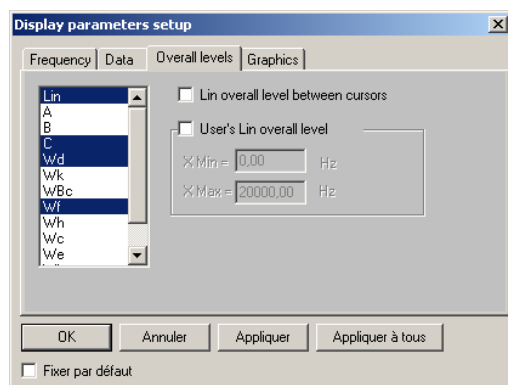 Display parameters setup
Frequency Data Overall levels Graphics
Lin
A
B
C
Wd
Wk
WBc
Wf
Wh
Wc
We
Lin overall level between cursors
User's Lin overall level
X Min = 0,00 Hz
X Max = 20000,00 Hz
OK Annuler Appliquer Appliquer à tous
Fixer par défaut